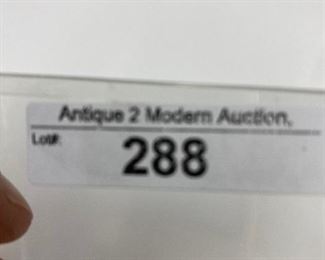 Antique 2 Modern Auction.
Lot#: 288